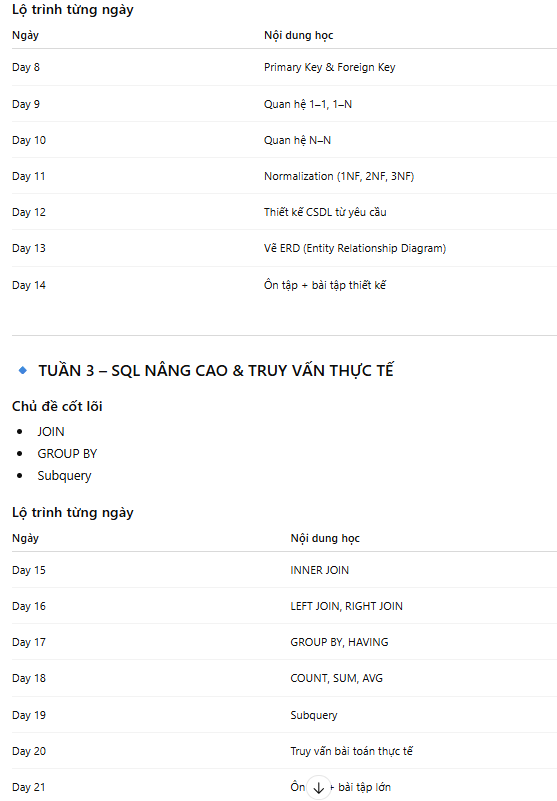 Lộ trình từng ngày
Ngày Nội dung học
Day 8 Primary Key & Foreign Key
Day 9 Quan hệ 1–1, 1–N
Day 10 Quan hệ N–N
Day 11 Normalization (1NF, 2NF, 3NF)
Day 12 Thiết kế CSDL từ yêu cầu
Day 13 Vẽ ERD (Entity Relationship Diagram)
Day 14 Ôn tập + bài tập thiết kế
TUẦN 3 – SQL NÂNG CAO & TRUY VẤN THỰC TẾ
Chủ đề cốt lõi
JOIN
GROUP BY
Subquery
Lộ trình từng ngày
Ngày Nội dung học
Day 15 INNER JOIN
Day 16 LEFT JOIN, RIGHT JOIN
Day 17 GROUP BY, HAVING
Day 18 COUNT, SUM, AVG
Day 19 Subquery
Day 20 Truy vấn bài toán thực tế
Day 21 Ôn + bài tập lớn